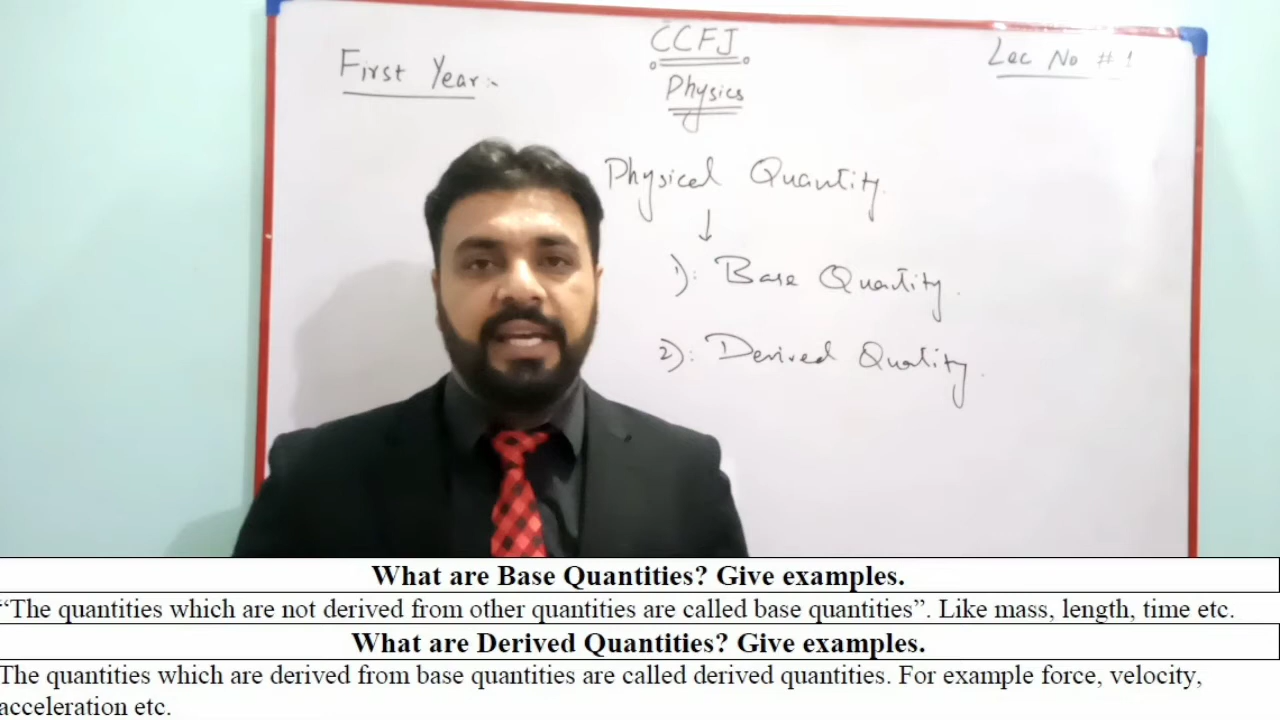 CCFJ
First Year:-
Lec No # 1
Physics
Physical Quantity.
↓
1): Base Quantity.
2): Derived Quatity.
What are Base Quantities? Give examples.
“The quantities which are not derived from other quantities are called base quantities”. Like mass, length, time etc.
What are Derived Quantities? Give examples.
The quantities which are derived from base quantities are called derived quantities. For example force, velocity,
acceleration etc.